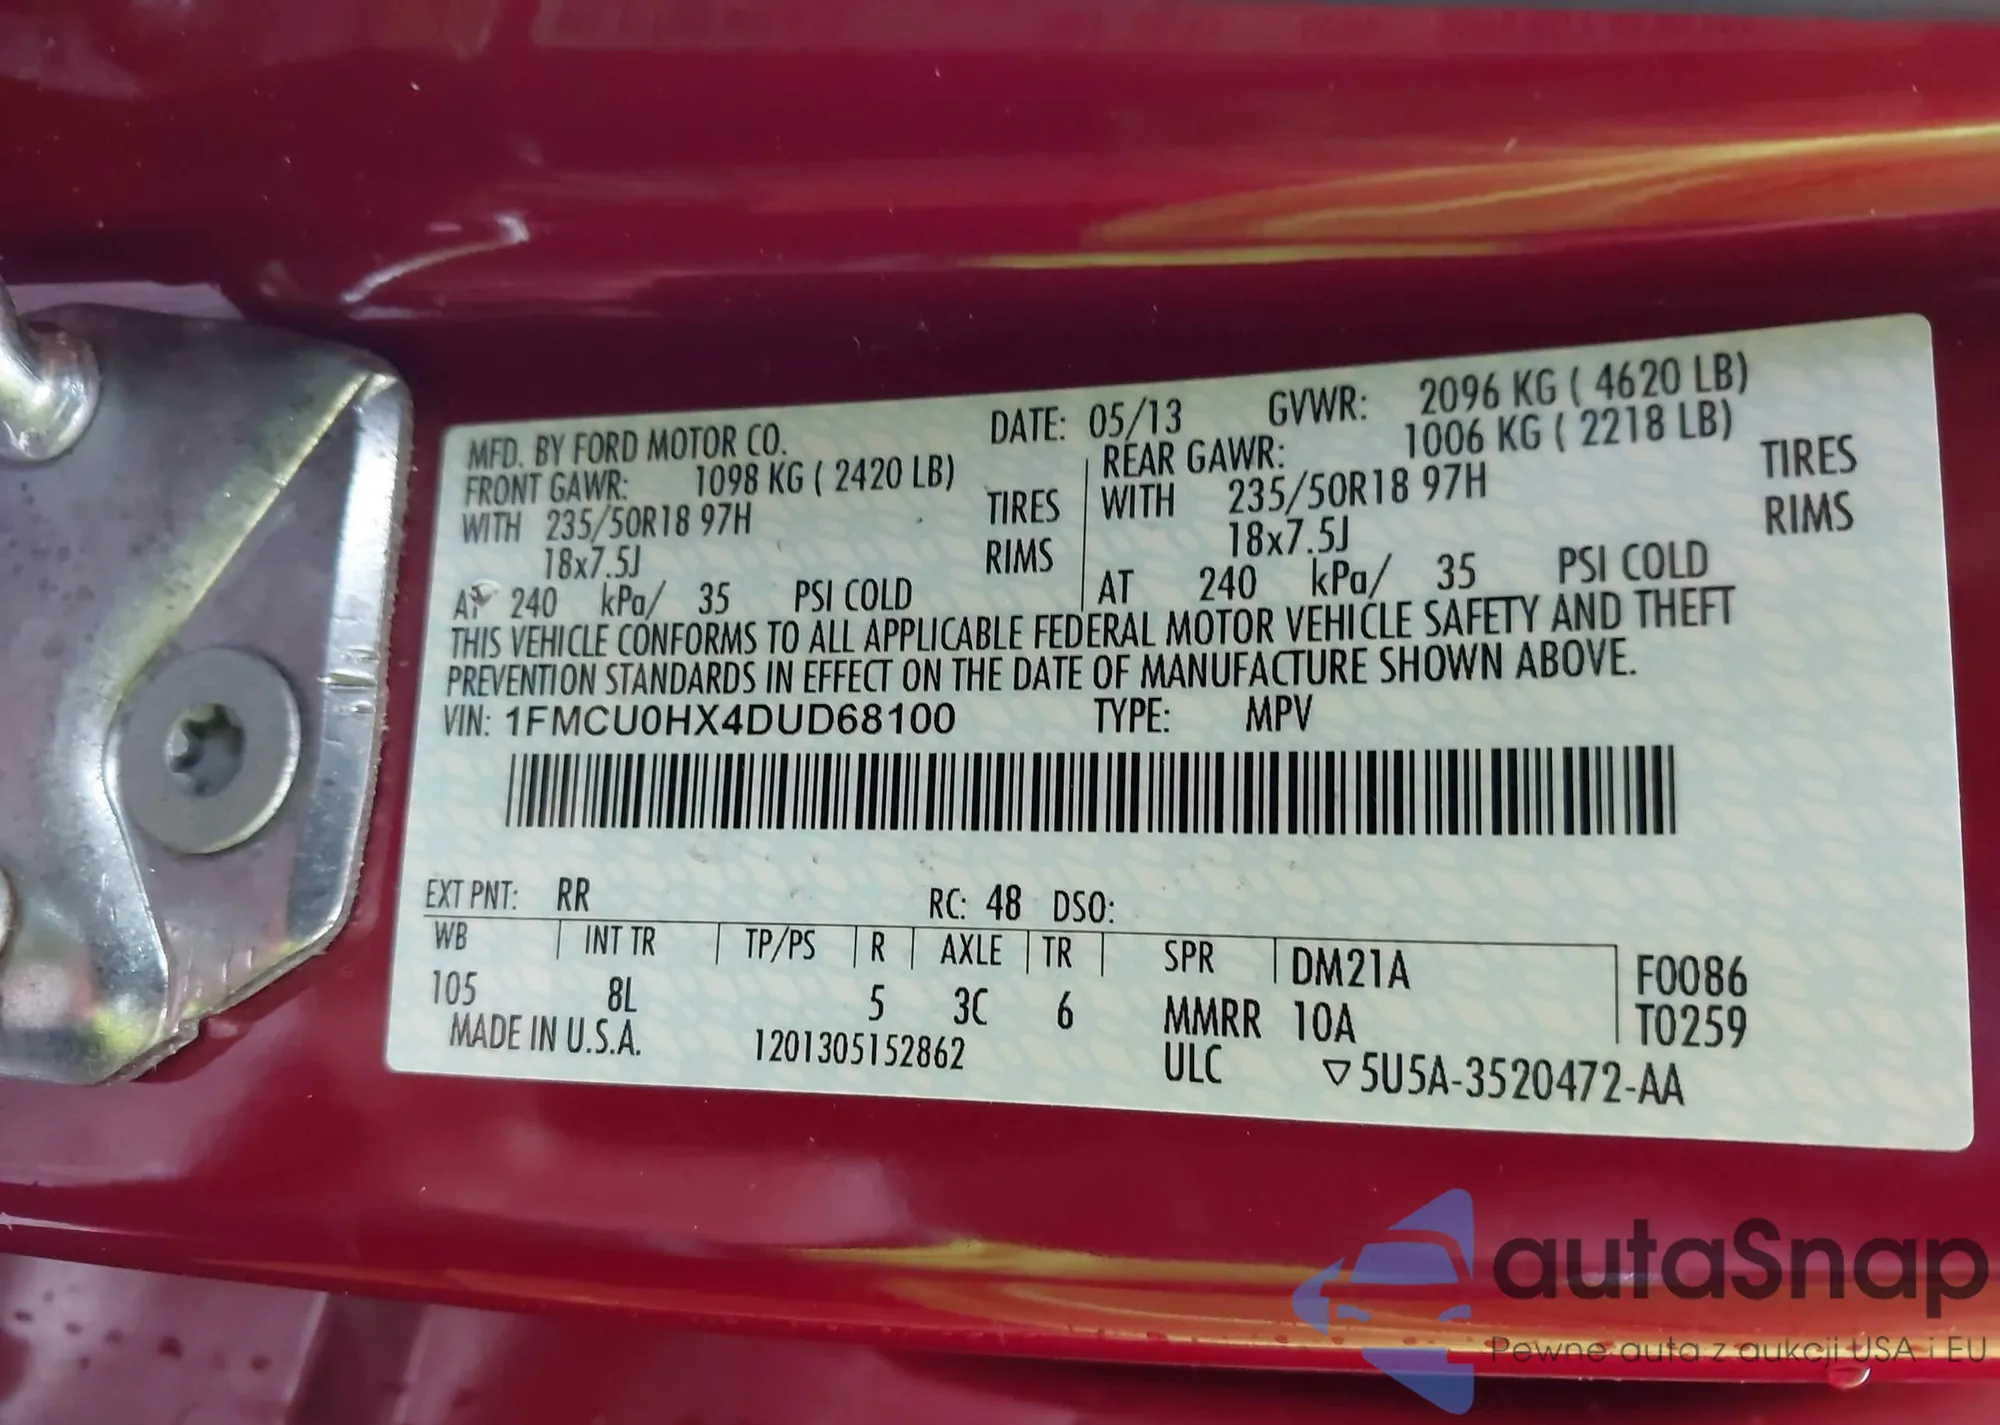 MFD. BY FORD MOTOR CO. DATE: 05/13 GVWR: 2096 KG ( 4620 LB)
FRONT GAWR: 1098 KG ( 2420 LB) REAR GAWR: 1006 KG ( 2218 LB)
WITH 235/50R18 97H TIRES WITH 235/50R18 97H TIRES
18x7.5J RIMS 18x7.5J RIMS
AT 240 kPa/ 35 PSI COLD AT 240 kPa/ 35 PSI COLD
THIS VEHICLE CONFORMS TO ALL APPLICABLE FEDERAL MOTOR VEHICLE SAFETY AND THEFT
PREVENTION STANDARDS IN EFFECT ON THE DATE OF MANUFACTURE SHOWN ABOVE.
VIN: 1FMCU0HX4DUD68100 TYPE: MPV
EXT PNT: RR RC: 48 DSO:
WB INT TR TP/PS R AXLE TR SPR DM21A F0086
105 8L 5 3C 6 MMRR 10A T0259
MADE IN U.S.A. 1201305152862 ULC ▽5U5A-3520472-AA
autaSnap
Pewne auta z aukcji USA i EU